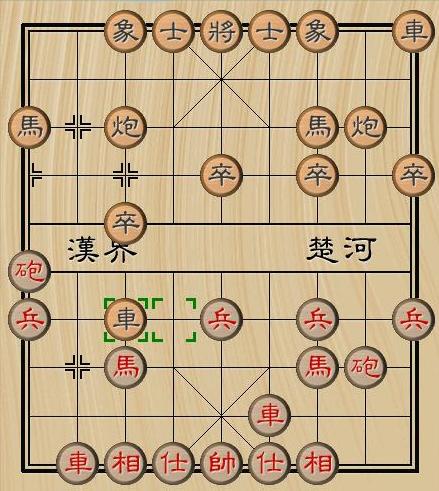 象士將士象車
馬炮馬炮
卒卒卒
卒
漢界 楚河
砲
兵車兵兵兵
馬馬砲
車
車相仕帥仕相